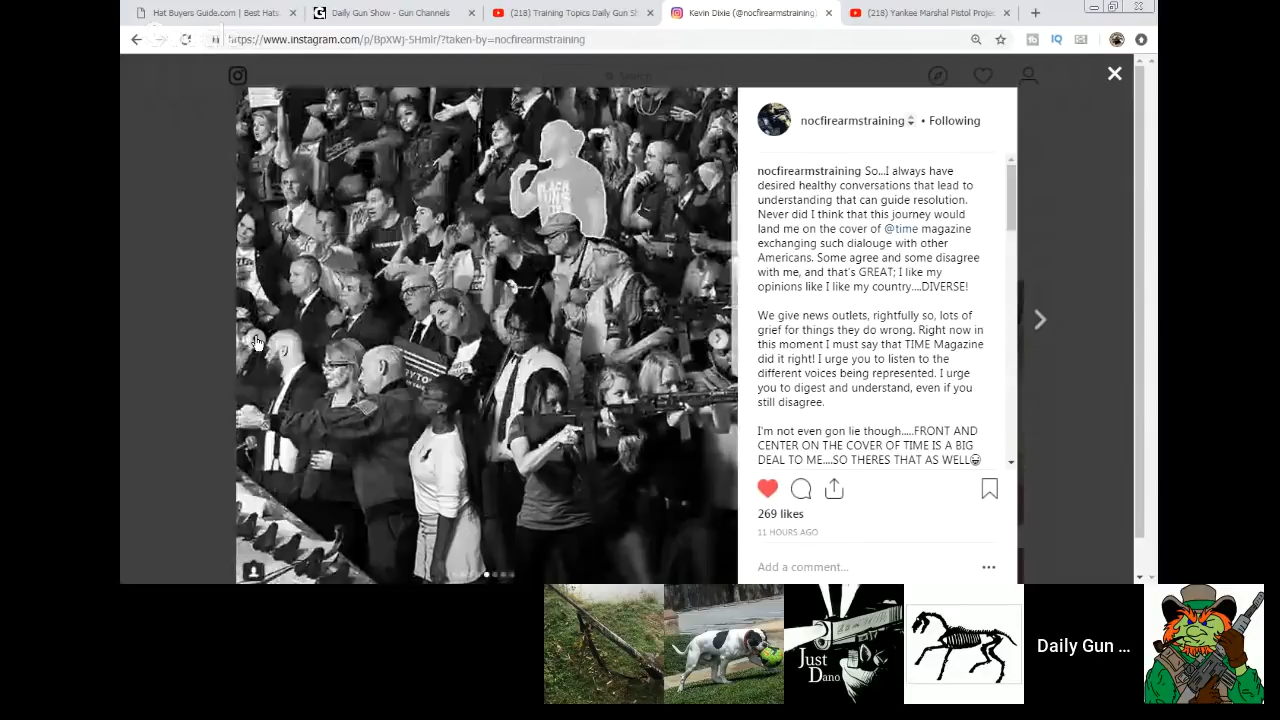 Hat Buyers Guide.com | Best Hats
Daily Gun Show - Gun Channels
(218) Training Topics Daily Gun Sh
Kevin Dixie (@nocfirearmstraining)
(218) Yankee Marshal Pistol Proje
https://www.instagram.com/p/BpXWj-5Hmlr/?taken-by=nocfirearmstraining
Search
nocfirearmstraining • Following
nocfirearmstraining So...I always have
desired healthy conversations that lead to
understanding that can guide resolution.
Never did I think that this journey would
land me on the cover of @time magazine
exchanging such dialouge with other
Americans. Some agree and some disagree
with me, and that's GREAT; I like my
opinions like I like my country....DIVERSE!
We give news outlets, rightfully so, lots of
grief for things they do wrong. Right now in
this moment I must say that TIME Magazine
did it right! I urge you to listen to the
different voices being represented. I urge
you to digest and understand, even if you
still disagree.
I'm not even gon lie though.....FRONT AND
CENTER ON THE COVER OF TIME IS A BIG
DEAL TO ME....SO THERES THAT AS WELL😀
269 likes
11 HOURS AGO
Add a comment...
Just
Dano
Daily Gun ...